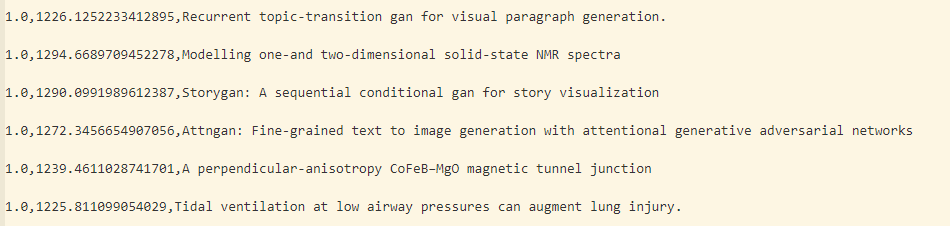 1.0,1226.1252233412895,Recurrent topic-transition gan for visual paragraph generation.
1.0,1294.6689709452278,Modelling one-and two-dimensional solid-state NMR spectra
1.0,1290.0991989612387,Storygan: A sequential conditional gan for story visualization
1.0,1272.3456654907056,Attngan: Fine-grained text to image generation with attentional generative adversarial networks
1.0,1239.4611028741701,A perpendicular-anisotropy CoFeB–MgO magnetic tunnel junction
1.0,1225.811099054029,Tidal ventilation at low airway pressures can augment lung injury.